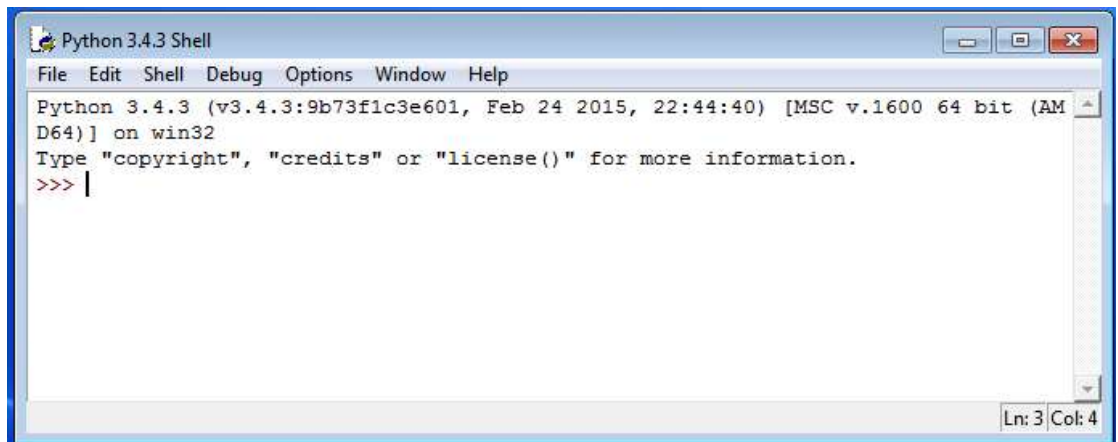 Python 3.4.3 Shell
File Edit Shell Debug Options Window Help
Python 3.4.3 (v3.4.3:9b73f1c3e601, Feb 24 2015, 22:44:40) [MSC v.1600 64 bit (AM
D64)] on win32
Type "copyright", "credits" or "license()" for more information.
>>>
Ln: 3 Col: 4